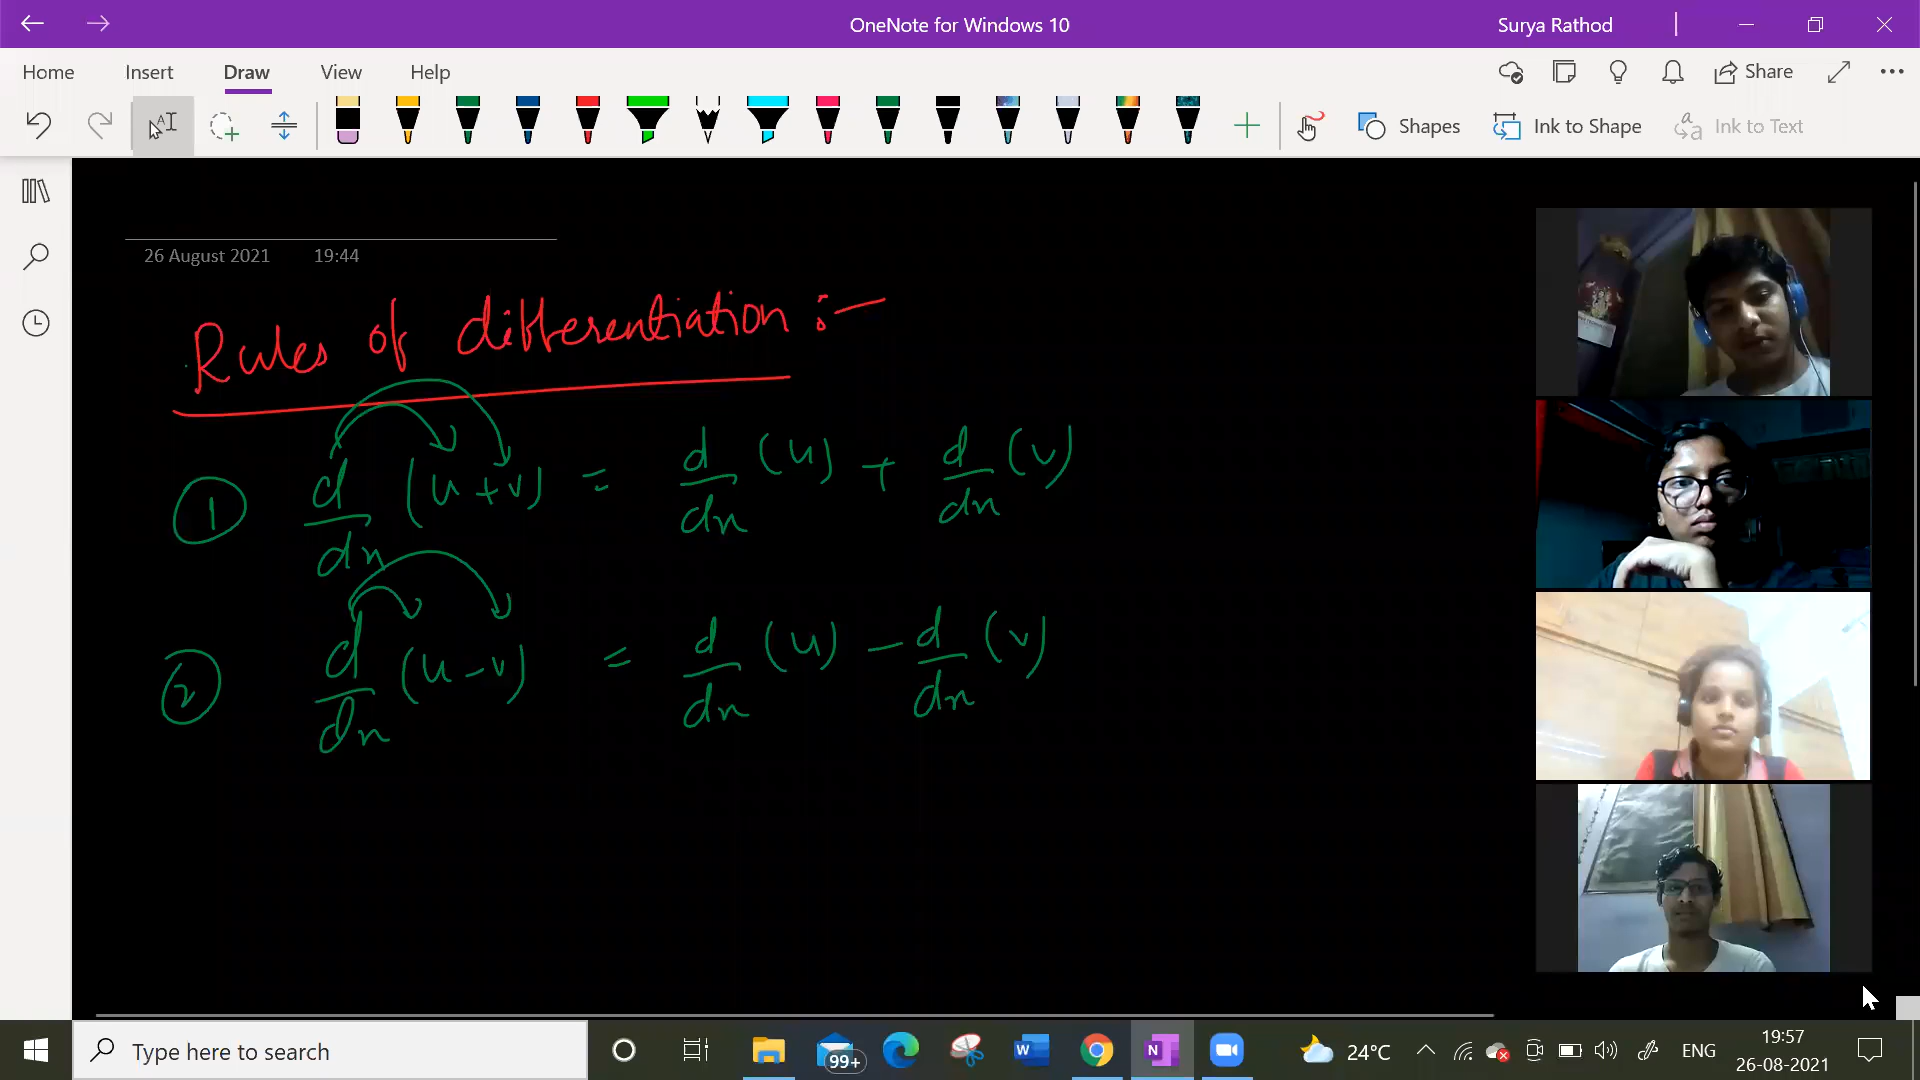 OneNote for Windows 10
Surya Rathod
Home Insert Draw View Help
Share
Shapes Ink to Shape Ink to Text
26 August 2021 19:44
Rules of differentiation :-
① d/dx (u + v) = d/dx (u) + d/dx (v)
② d/dx (u - v) = d/dx (u) - d/dx (v)
Type here to search
99+
24°C
ENG
19:57
26-08-2021